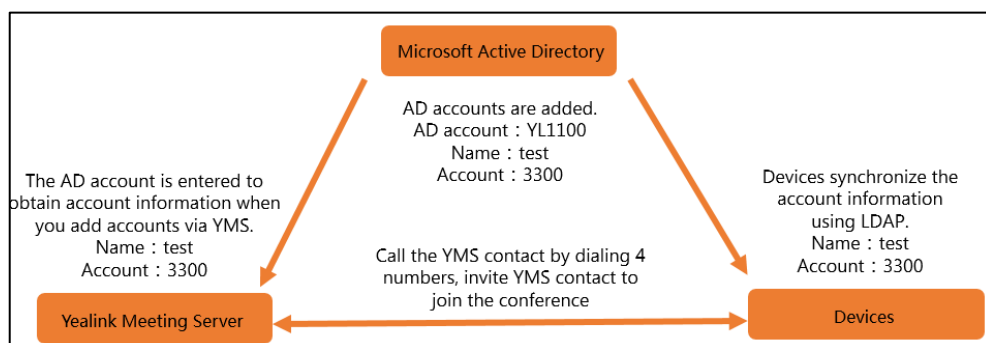 Microsoft Active Directory
AD accounts are added.
AD account：YL1100
Name：test
Account：3300
The AD account is entered to
obtain account information when
you add accounts via YMS.
Name：test
Account：3300
Devices synchronize the
account information
using LDAP.
Name：test
Account：3300
Call the YMS contact by dialing 4
numbers, invite YMS contact to
join the conference
Yealink Meeting Server
Devices